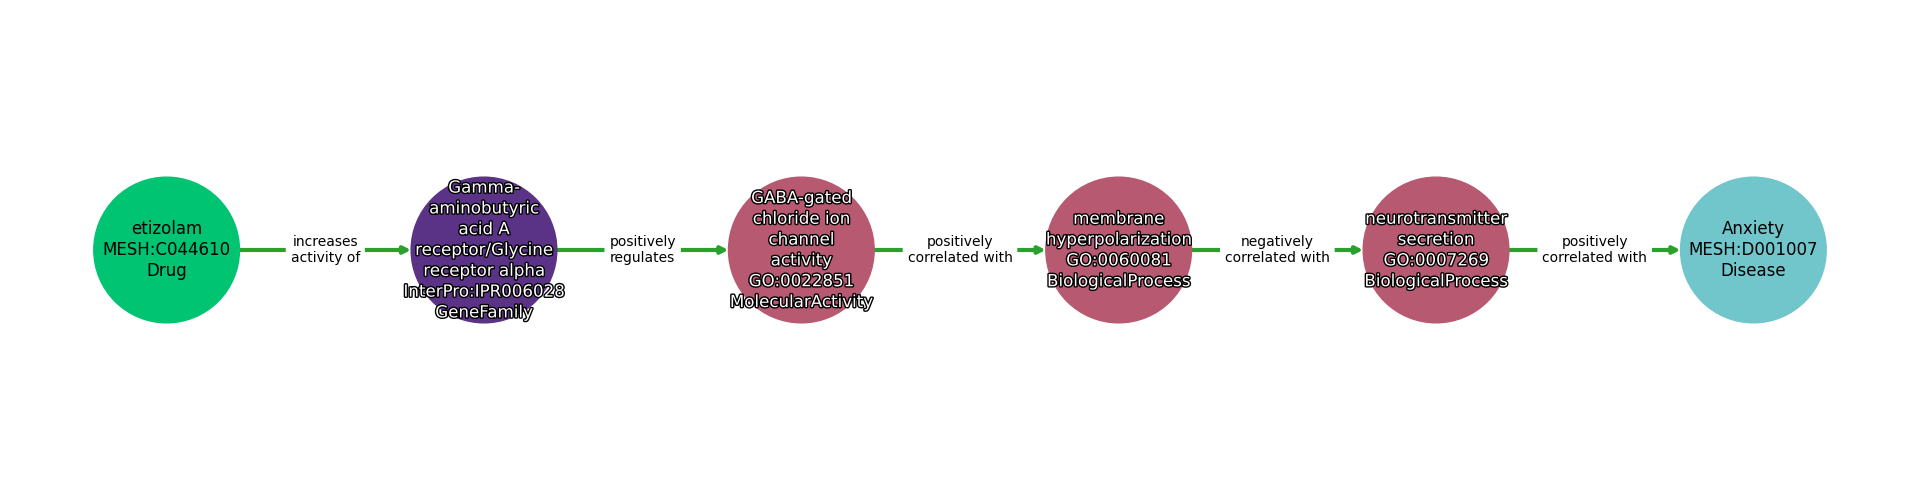 etizolam
MESH:C044610
Drug
increases
activity of
Gamma-
aminobutyric
acid A
receptor/Glycine
receptor alpha
InterPro:IPR006028
GeneFamily
positively
regulates
GABA-gated
chloride ion
channel
activity
GO:0022851
MolecularActivity
positively
correlated with
membrane
hyperpolarization
GO:0060081
BiologicalProcess
negatively
correlated with
neurotransmitter
secretion
GO:0007269
BiologicalProcess
positively
correlated with
Anxiety
MESH:D001007
Disease